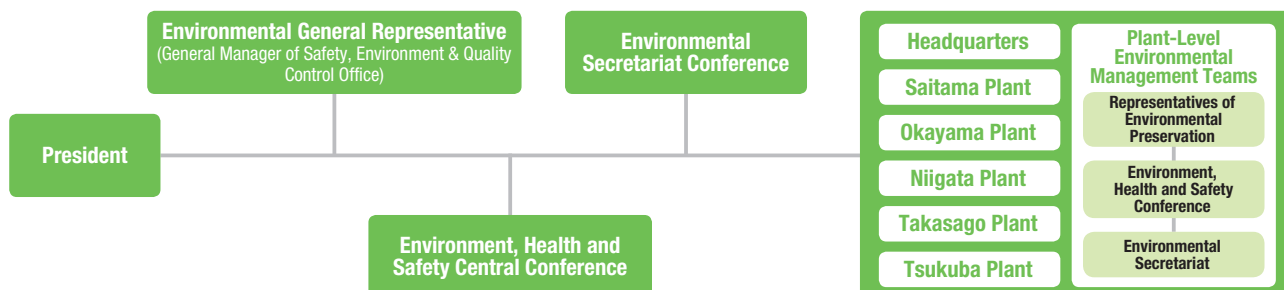 Environmental General Representative
(General Manager of Safety, Environment & Quality
Control Office)
Environmental
Secretariat Conference
President
Environment, Health and
Safety Central Conference
Headquarters
Saitama Plant
Okayama Plant
Niigata Plant
Takasago Plant
Tsukuba Plant
Plant-Level
Environmental
Management Teams
Representatives of
Environmental
Preservation
Environment,
Health and Safety
Conference
Environmental
Secretariat